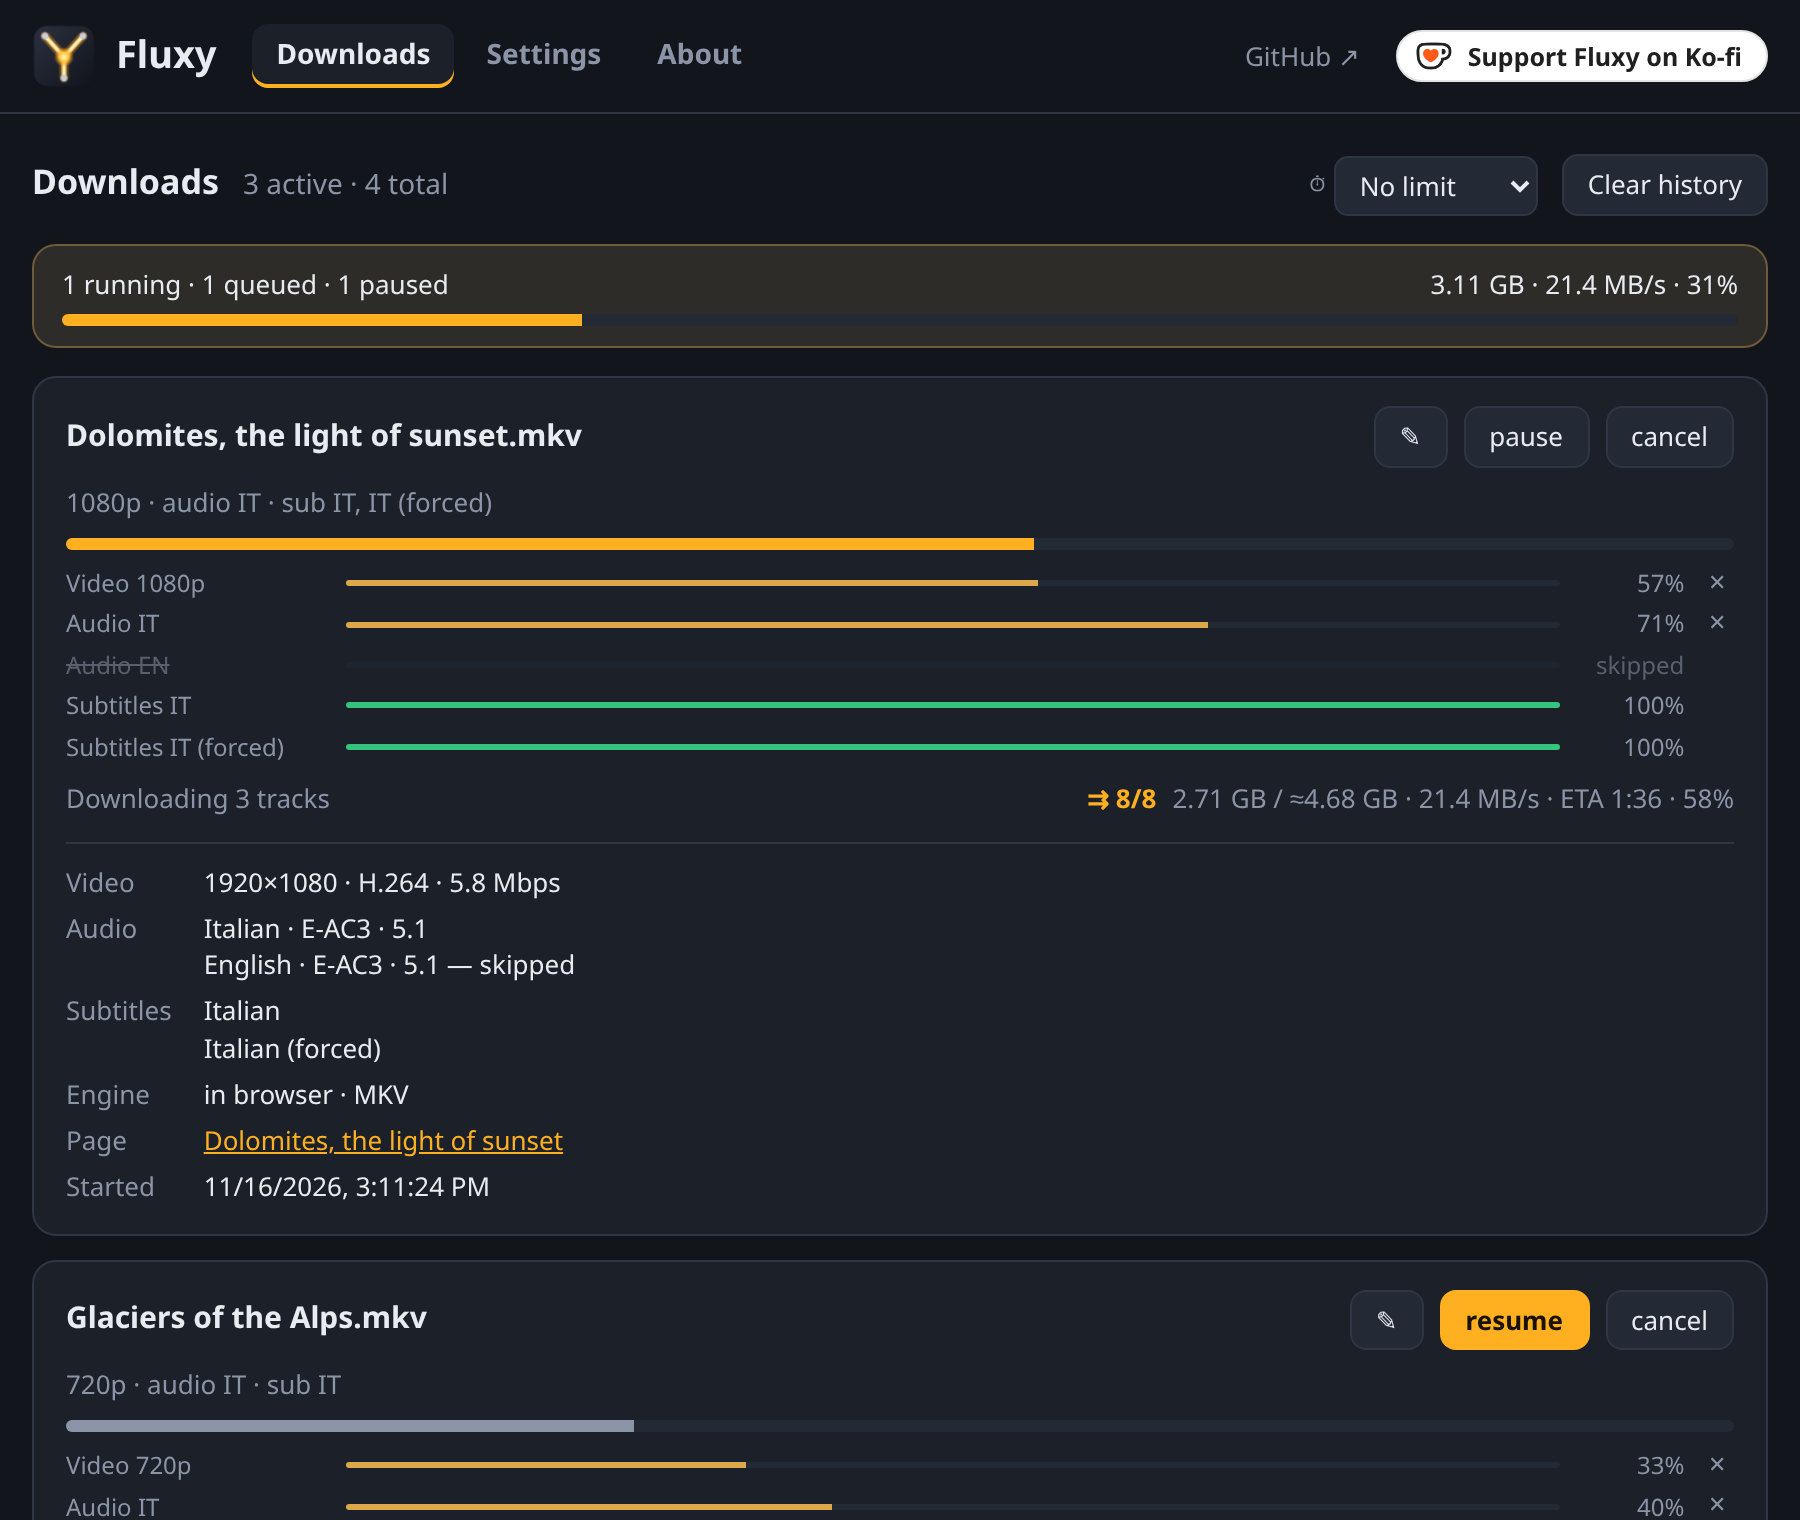 Fluxy Downloads Settings About GitHub ↗ Support Fluxy on Ko-fi
Downloads 3 active · 4 total No limit Clear history
1 running · 1 queued · 1 paused 3.11 GB · 21.4 MB/s · 31%
Dolomites, the light of sunset.mkv ✎ pause cancel
1080p · audio IT · sub IT, IT (forced)
Video 1080p 57% ×
Audio IT 71% ×
Audio EN skipped
Subtitles IT 100%
Subtitles IT (forced) 100%
Downloading 3 tracks ⇉ 8/8 2.71 GB / ≈4.68 GB · 21.4 MB/s · ETA 1:36 · 58%
Video 1920×1080 · H.264 · 5.8 Mbps
Audio Italian · E-AC3 · 5.1
English · E-AC3 · 5.1 — skipped
Subtitles Italian
Italian (forced)
Engine in browser · MKV
Page Dolomites, the light of sunset
Started 11/16/2026, 3:11:24 PM
Glaciers of the Alps.mkv ✎ resume cancel
720p · audio IT · sub IT
Video 720p 33% ×
Audio IT 40% ×